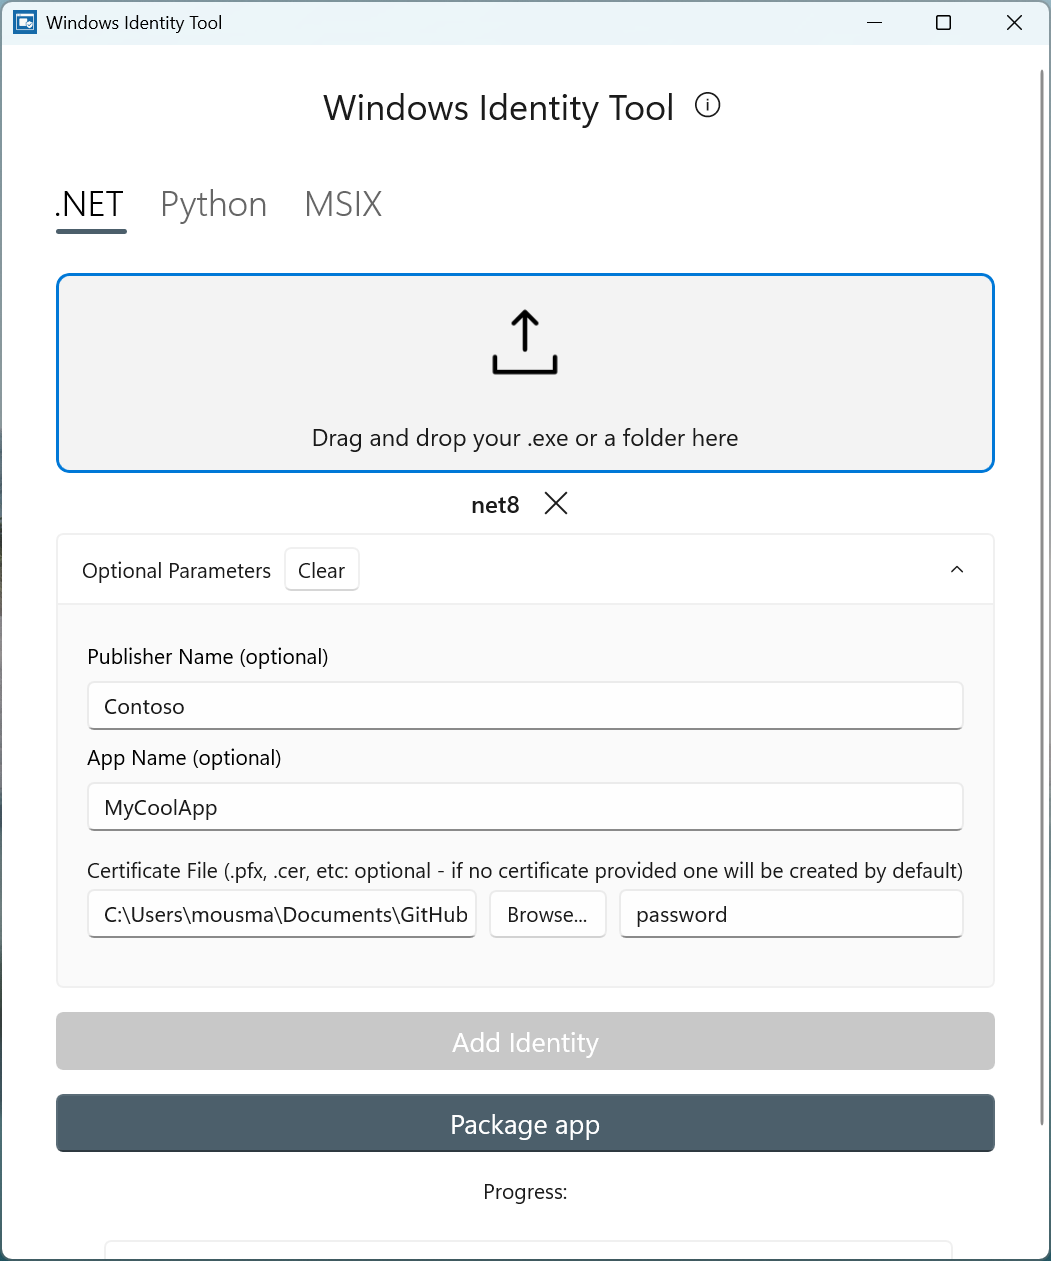 Windows Identity Tool
Windows Identity Tool
.NET Python MSIX
Drag and drop your .exe or a folder here
net8
Optional Parameters Clear
Publisher Name (optional)
Contoso
App Name (optional)
MyCoolApp
Certificate File (.pfx, .cer, etc: optional - if no certificate provided one will be created by default)
C:\Users\mousma\Documents\GitHub Browse... password
Add Identity
Package app
Progress: